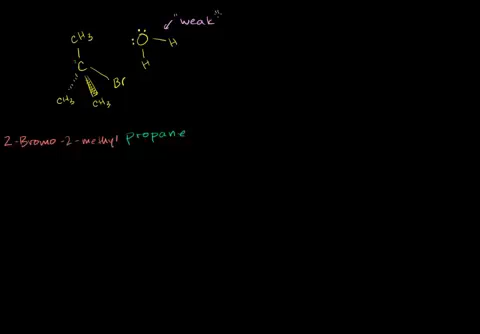 "weak"
CH3
O
H
H
C
Br
CH3
CH3
2-Bromo-2-methyl propane